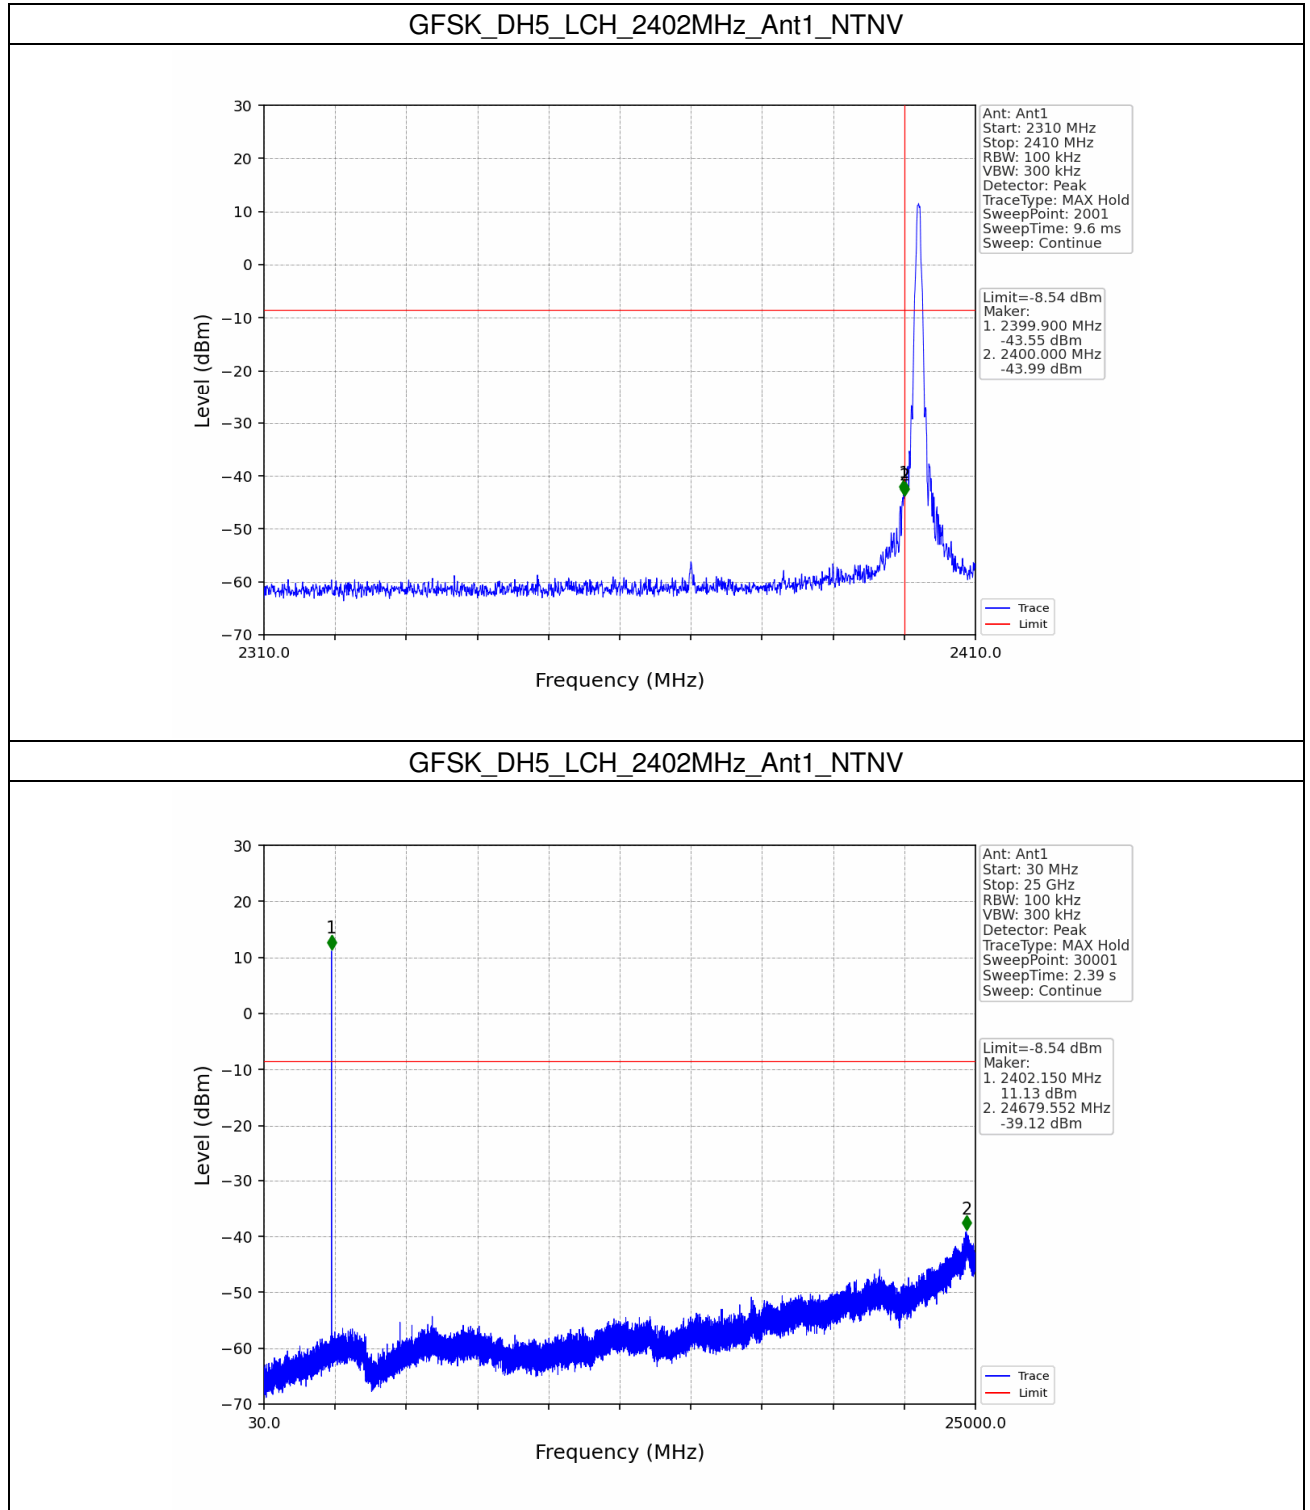 GFSK_DH5_LCH_2402MHz_Ant1_NTNV
30
20
10
0
−10
−20
−30
−40
−50
−60
−70
Level (dBm)
2310.0
2410.0
Frequency (MHz)
1
2
Ant: Ant1
Start: 2310 MHz
Stop: 2410 MHz
RBW: 100 kHz
VBW: 300 kHz
Detector: Peak
TraceType: MAX Hold
SweepPoint: 2001
SweepTime: 9.6 ms
Sweep: Continue
Limit=-8.54 dBm
Maker:
1. 2399.900 MHz
-43.55 dBm
2. 2400.000 MHz
-43.99 dBm
Trace
Limit
GFSK_DH5_LCH_2402MHz_Ant1_NTNV
30
20
10
0
−10
−20
−30
−40
−50
−60
−70
Level (dBm)
30.0
25000.0
Frequency (MHz)
1
2
Ant: Ant1
Start: 30 MHz
Stop: 25 GHz
RBW: 100 kHz
VBW: 300 kHz
Detector: Peak
TraceType: MAX Hold
SweepPoint: 30001
SweepTime: 2.39 s
Sweep: Continue
Limit=-8.54 dBm
Maker:
1. 2402.150 MHz
11.13 dBm
2. 24679.552 MHz
-39.12 dBm
Trace
Limit